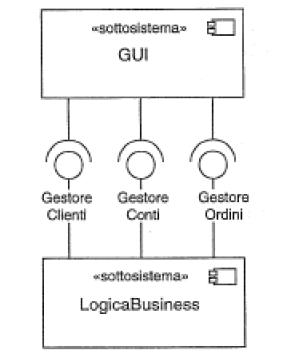 «sottosistema»
GUI
Gestore Gestore Gestore
Clienti Conti Ordini
«sottosistema»
LogicaBusiness